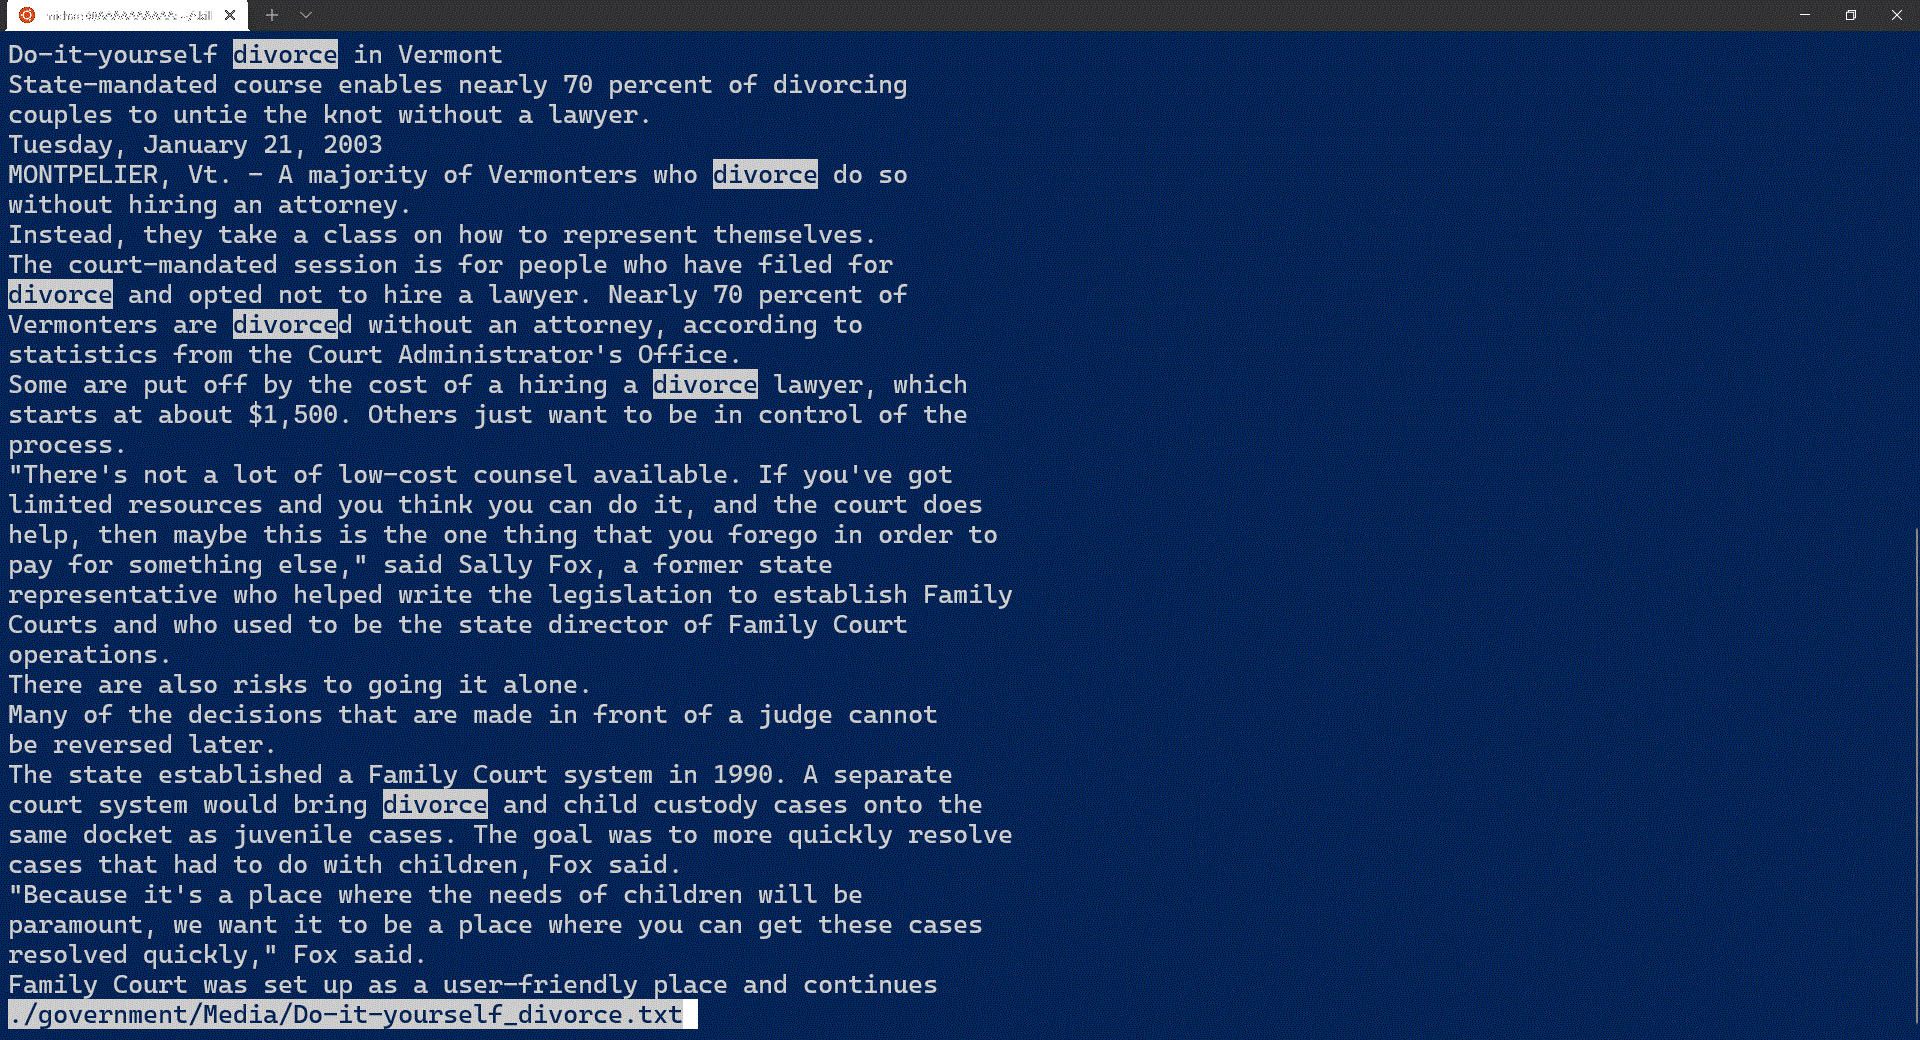 Do-it-yourself divorce in Vermont
State-mandated course enables nearly 70 percent of divorcing
couples to untie the knot without a lawyer.
Tuesday, January 21, 2003
MONTPELIER, Vt. - A majority of Vermonters who divorce do so
without hiring an attorney.
Instead, they take a class on how to represent themselves.
The court-mandated session is for people who have filed for
divorce and opted not to hire a lawyer. Nearly 70 percent of
Vermonters are divorced without an attorney, according to
statistics from the Court Administrator's Office.
Some are put off by the cost of a hiring a divorce lawyer, which
starts at about $1,500. Others just want to be in control of the
process.
"There's not a lot of low-cost counsel available. If you've got
limited resources and you think you can do it, and the court does
help, then maybe this is the one thing that you forego in order to
pay for something else," said Sally Fox, a former state
representative who helped write the legislation to establish Family
Courts and who used to be the state director of Family Court
operations.
There are also risks to going it alone.
Many of the decisions that are made in front of a judge cannot
be reversed later.
The state established a Family Court system in 1990. A separate
court system would bring divorce and child custody cases onto the
same docket as juvenile cases. The goal was to more quickly resolve
cases that had to do with children, Fox said.
"Because it's a place where the needs of children will be
paramount, we want it to be a place where you can get these cases
resolved quickly," Fox said.
Family Court was set up as a user-friendly place and continues
./government/Media/Do-it-yourself_divorce.txt